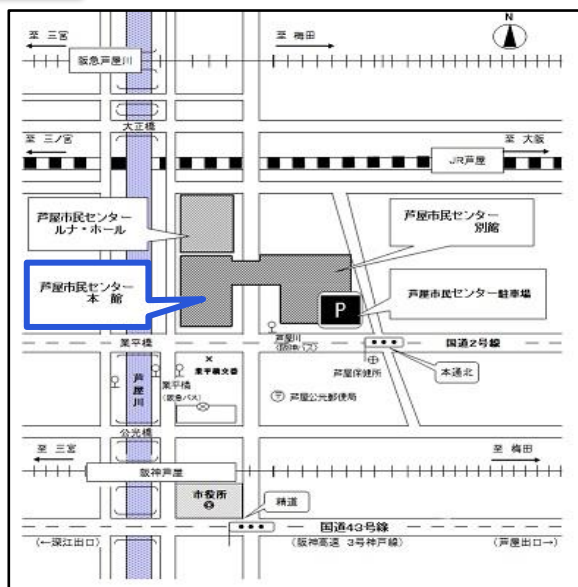 N
至 三宮
至 梅田
阪急芦屋川
大正橋
至 三ノ宮
至 大阪
JR芦屋
芦屋市民センター
ルナ・ホール
芦屋市民センター
別館
芦屋市民センター
本 館
芦屋市民センター駐車場
P
芦屋川
(阪神バス)
業平橋
国道2号線
業平橋交番
芦屋保健所
本通北
芦屋川
業平橋
(阪急バス)
芦屋公光郵便局
公光橋
至 三宮
至 梅田
阪神芦屋
市役所
精道
国道43号線
(←深江出口)
(阪神高速 3号神戸線)
(芦屋出口→)